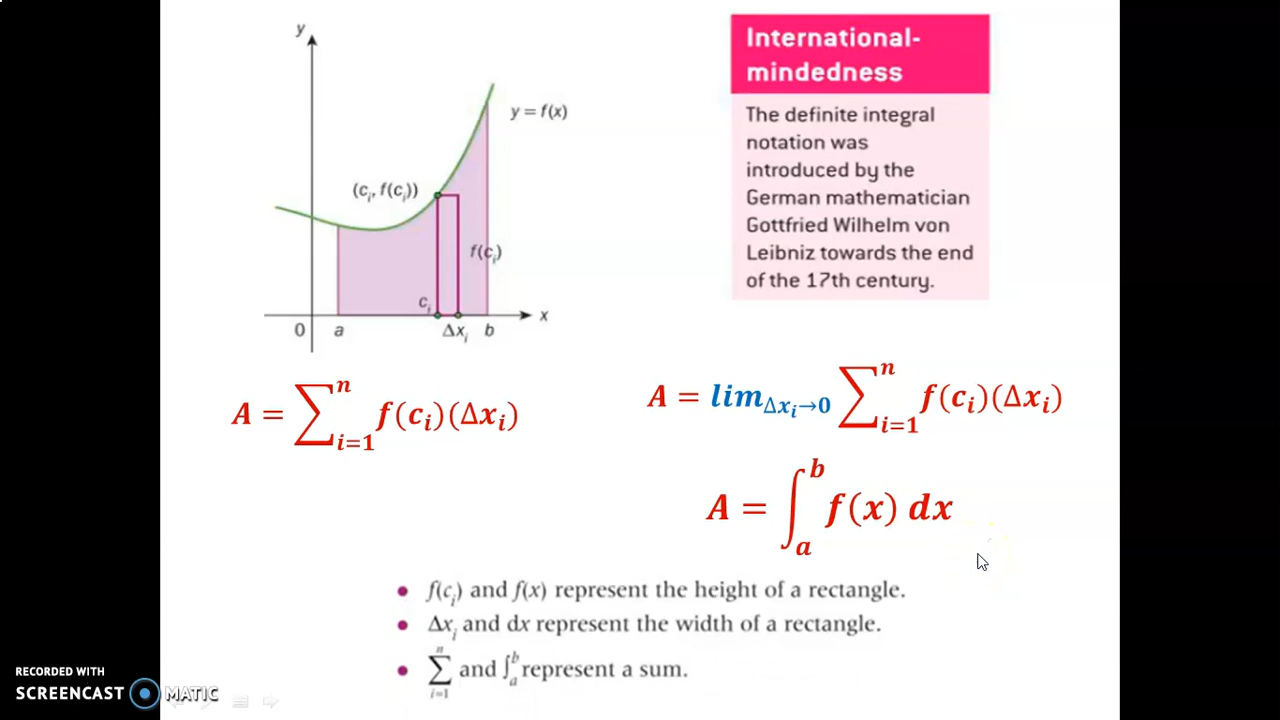 y
y = f(x)
(cᵢ, f(cᵢ))
f(cᵢ)
cᵢ
x
0
a
Δxᵢ
b
International-
mindedness
The definite integral
notation was
introduced by the
German mathematician
Gottfried Wilhelm von
Leibniz towards the end
of the 17th century.
A = ∑ᵢ₌₁ⁿ f(cᵢ)(Δxᵢ)
A = lim_{Δxᵢ→0} ∑ᵢ₌₁ⁿ f(cᵢ)(Δxᵢ)
A = ∫ₐᵇ f(x) dx
• f(cᵢ) and f(x) represent the height of a rectangle.
• Δxᵢ and dx represent the width of a rectangle.
• ∑ᵢ₌₁ⁿ and ∫ₐᵇ represent a sum.
RECORDED WITH
SCREENCAST MATIC